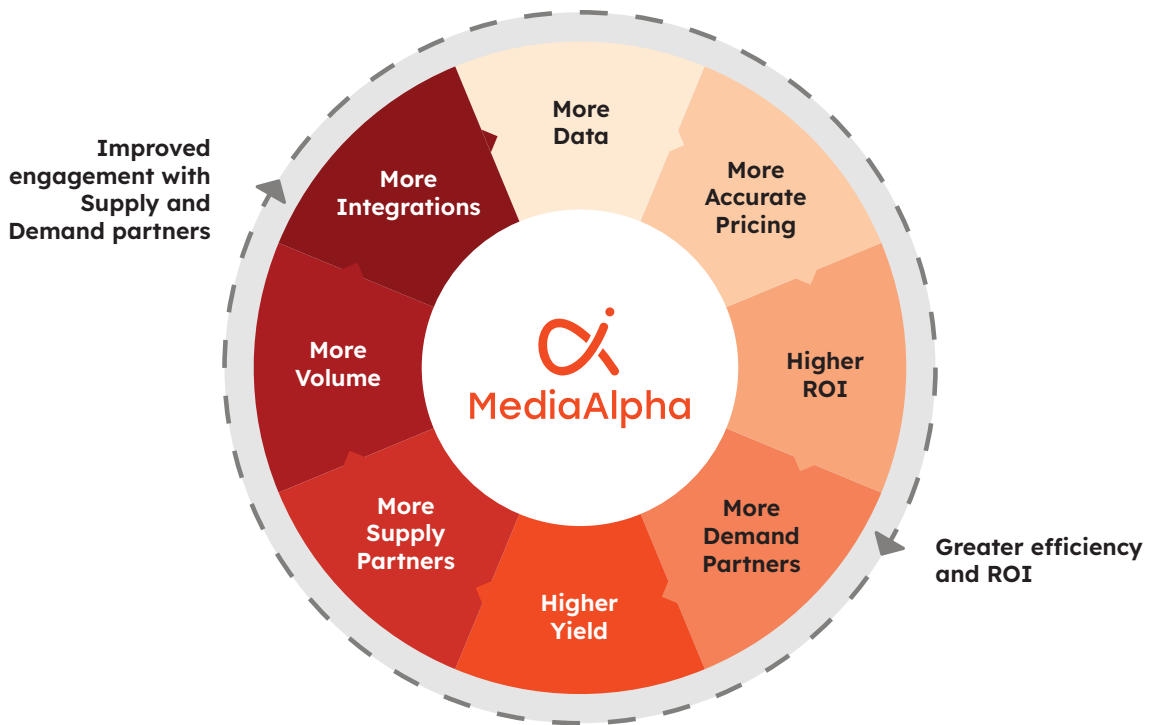 More
Data
More
Accurate
Pricing
Higher
ROI
More
Demand
Partners
Higher
Yield
More
Supply
Partners
More
Volume
More
Integrations
Improved
engagement with
Supply and
Demand partners
Greater efficiency
and ROI
MediaAlpha